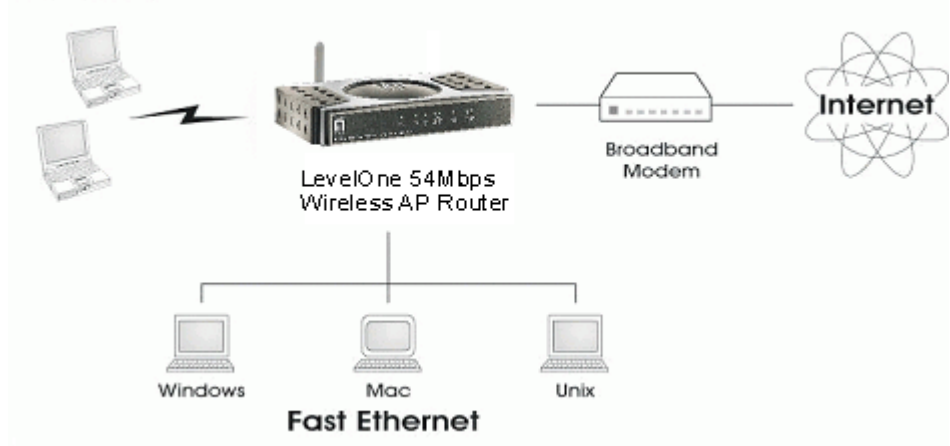 Internet
Broadband
Modem
LevelOne 54Mbps
Wireless AP Router
Windows
Mac
Unix
Fast Ethernet